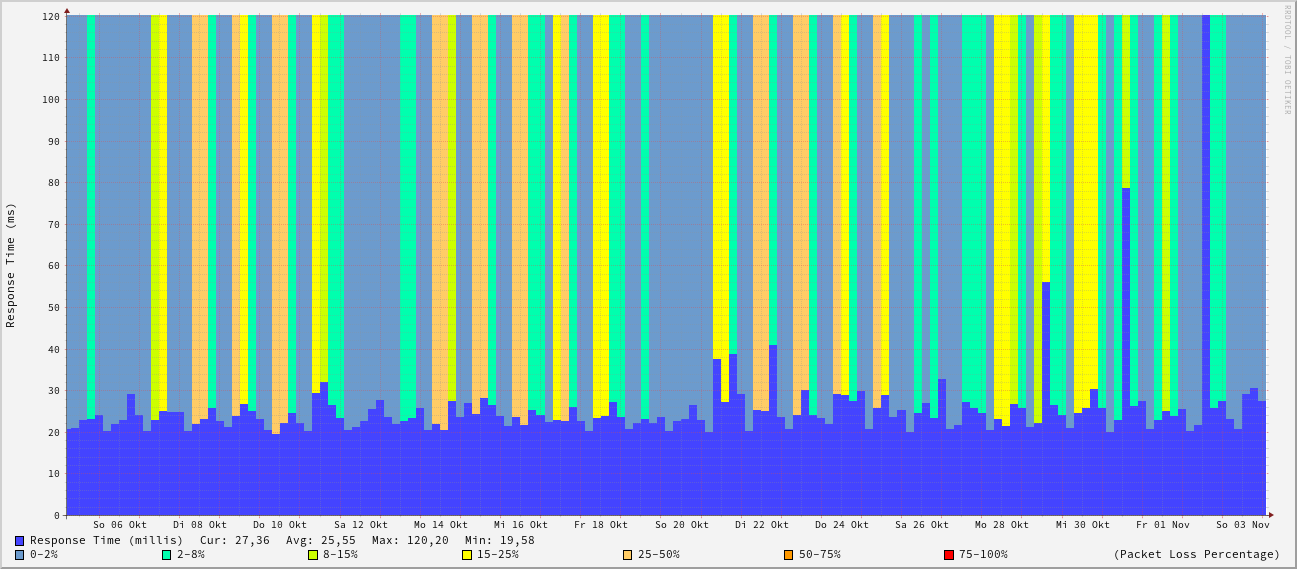 RRDTOOL / TOBI OETIKER
Response Time (ms)
120
110
100
90
80
70
60
50
40
30
20
10
0
So 06 Okt Di 08 Okt Do 10 Okt Sa 12 Okt Mo 14 Okt Mi 16 Okt Fr 18 Okt So 20 Okt Di 22 Okt Do 24 Okt Sa 26 Okt Mo 28 Okt Mi 30 Okt Fr 01 Nov So 03 Nov
Response Time (millis) Cur: 27,36 Avg: 25,55 Max: 120,20 Min: 19,58
0-2% 2-8% 8-15% 15-25% 25-50% 50-75% 75-100% (Packet Loss Percentage)